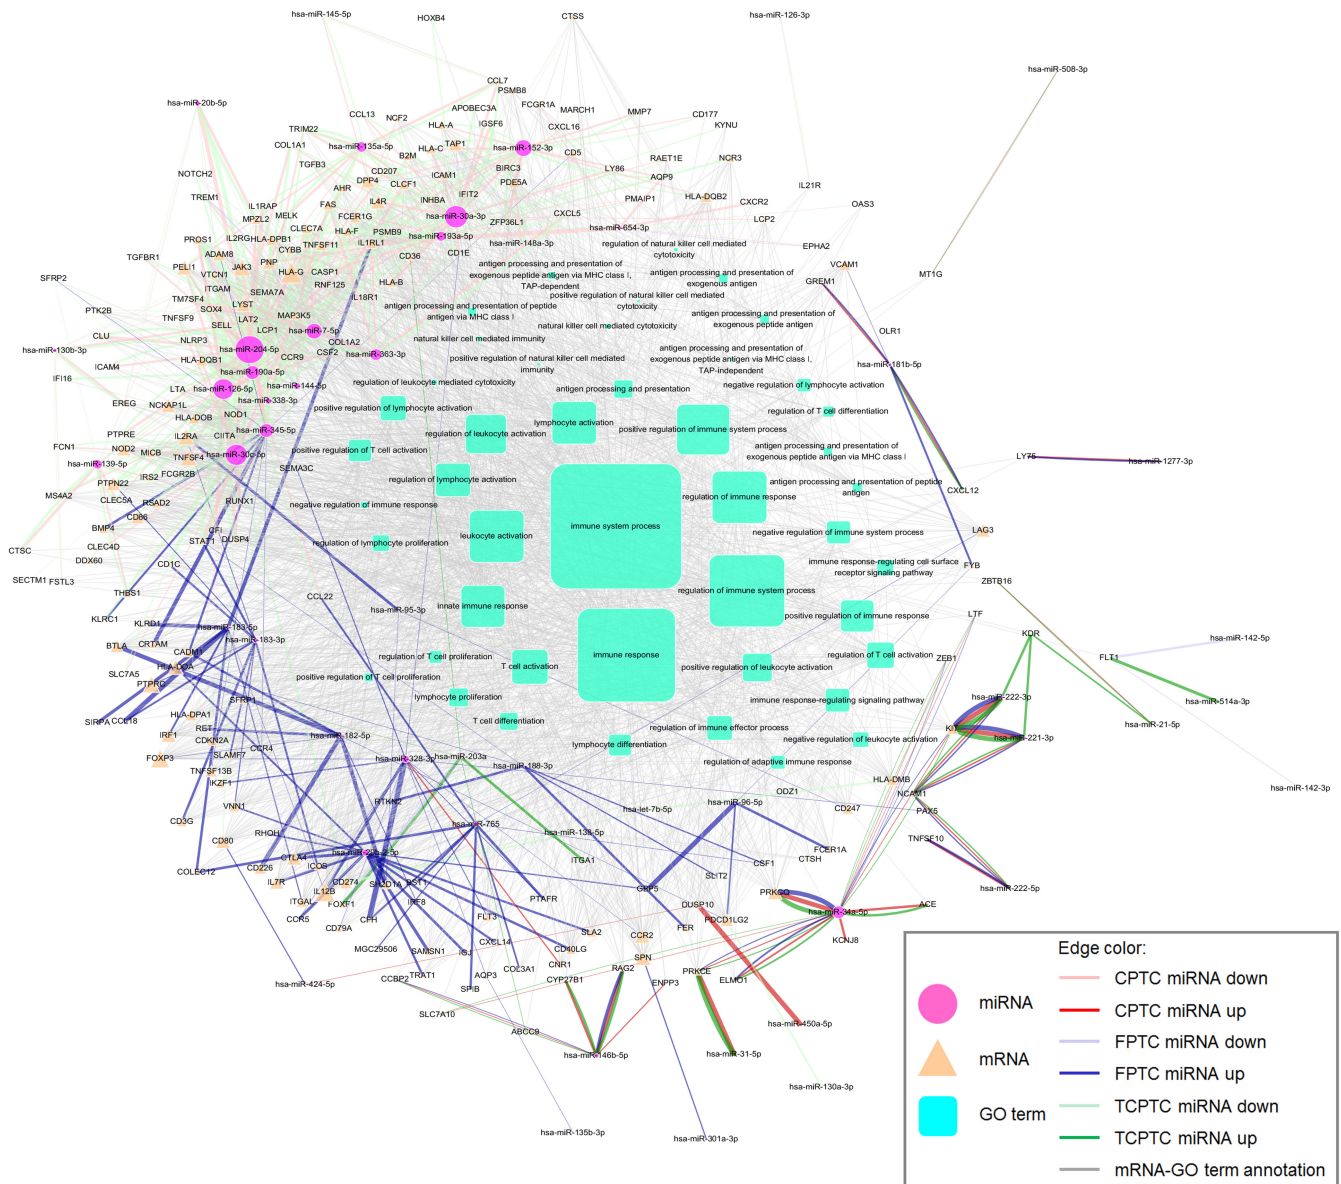 hsa-miR-145-5p
HOXB4
CTSS
hsa-miR-126-3p
hsa-miR-508-3p
CCL7
PSMB8
hsa-miR-20b-5p
APOBEC3A
FCGR1A
MARCH1
MMP7
CD177
KYNU
CCL13
NCF2
HLA-A
IGSF6
CXCL16
TRIM22
COL1A1
hsa-miR-135a-5p
HLA-C
TAP1
hsa-miR-152-3p
CD5
RAET1E
NCR3
TGFB3
B2M
BIRC3
LY86
AQP9
NOTCH2
CD207
ICAM1
PDE5A
DPP4
CLCF1
IL21R
TREM1
AHR
IL4R
INHBA
IFIT2
PMAIP1
HLA-DQB2
CXCR2
OAS3
IL1RAP
FAS
MPZL2
MELK
FCER1G
hsa-miR-30a-3p
ZFP36L1
CXCL5
LCP2
CLEC7A
HLA-F
hsa-miR-193a-5p
hsa-miR-654-3p
PROS1
IL2RG
HLA-DPB1
TNFSF11
PSMB9
IL1RL1
CD1E
hsa-miR-148a-3p
regulation of natural killer cell mediated
cytotoxicity
EPHA2
TGFBR1
ADAM8
CYBB
CD36
SFRP2
PELI1
VTCN1
JAK3
PNP
HLA-G
CASP1
RNF125
HLA-B
antigen processing and presentation of
exogenous peptide antigen via MHC class I,
TAP-dependent
antigen processing and presentation of
exogenous antigen
VCAM1
GREM1
MT1G
ITGAM
SEMA7A
IL18R1
TM7SF4
LYST
positive regulation of natural killer cell mediated
cytotoxicity
PTK2B
TNFSF9
SOX4
LAT2
MAP3K5
antigen processing and presentation of peptide
antigen via MHC class I
antigen processing and presentation of
exogenous peptide antigen
SELL
LCP1
hsa-miR-7-5p
natural killer cell mediated cytotoxicity
OLR1
CLU
NLRP3
COL1A2
natural killer cell mediated immunity
hsa-miR-130b-3p
hsa-miR-204-5p
CSF2
hsa-miR-363-3p
positive regulation of natural killer cell mediated
immunity
antigen processing and presentation of
exogenous peptide antigen via MHC class I,
TAP-independent
hsa-miR-181b-5p
ICAM4
HLA-DQB1
CCR9
IFI16
hsa-miR-190a-5p
regulation of leukocyte mediated cytotoxicity
antigen processing and presentation
negative regulation of lymphocyte activation
LTA
hsa-miR-126-5p
hsa-miR-144-5p
EREG
NCKAP1L
hsa-miR-338-3p
positive regulation of lymphocyte activation
lymphocyte activation
regulation of T cell differentiation
HLA-DOB
NOD1
FCN1
PTPRE
IL2RA
CIITA
hsa-miR-345-5p
regulation of leukocyte activation
positive regulation of immune system process
NOD2
MICB
positive regulation of T cell activation
antigen processing and presentation of
exogenous peptide antigen via MHC class I
hsa-miR-139-5p
TNFSF4
hsa-miR-30c-5p
LY75
hsa-miR-1277-3p
PTPN22
IRS2
FCGR2B
SEMA3C
regulation of lymphocyte activation
regulation of immune response
antigen processing and presentation of peptide
antigen
CXCL12
MS4A2
CLEC5A
RSAD2
RUNX1
negative regulation of immune response
CD86
BMP4
CFI
immune system process
leukocyte activation
negative regulation of immune system process
LAG3
STAT1
DUSP4
regulation of lymphocyte proliferation
CTSC
CLEC4D
DDX60
CD1C
immune response-regulating cell surface
receptor signaling pathway
FYB
SECTM1
FSTL3
ZBTB16
THBS1
CCL22
regulation of immune system process
hsa-miR-95-3p
innate immune response
KLRC1
KLRD1
hsa-miR-183-5p
positive regulation of immune response
LTF
hsa-miR-183-3p
KDR
hsa-miR-142-5p
BTLA
CRTAM
CADM1
regulation of T cell proliferation
immune response
regulation of T cell activation
ZEB1
FLT1
HLA-DOA
T cell activation
positive regulation of leukocyte activation
SLC7A5
PTPRC
positive regulation of T cell proliferation
SFRP1
lymphocyte proliferation
immune response-regulating signaling pathway
hsa-miR-222-3p
hsa-miR-514a-3p
SIRPA
CCL18
HLA-DPA1
T cell differentiation
regulation of immune effector process
KIT
hsa-miR-221-3p
hsa-miR-21-5p
IRF1
RET
hsa-miR-182-5p
CDKN2A
lymphocyte differentiation
negative regulation of leukocyte activation
CCR4
FOXP3
SLAMF7
hsa-miR-328-3p
hsa-miR-203a
hsa-miR-188-3p
regulation of adaptive immune response
TNFSF13B
IKZF1
HLA-DMB
hsa-miR-142-3p
VNN1
RTKN2
hsa-let-7b-5p
hsa-miR-96-5p
ODZ1
NCAM1
CD3G
CD247
PAX5
RHOH
hsa-miR-765
hsa-miR-138-5p
TNFSF10
CD80
CTLA4
ICOS
FCER1A
COLEC12
CD226
ITGA1
CSF1
CTSH
IL7R
CD274
SH2D1A
BST1
GBP5
SLIT2
PRKCQ
hsa-miR-222-5p
ITGAL
IL12B
FOXF1
IRF8
PTAFR
DUSP10
ACE
CCR5
CD79A
CFH
FLT3
PDCD1LG2
hsa-miR-34a-5p
FER
KCNJ8
SLA2
CCR2
MGC29506
SAMSN1
IGJ
CXCL14
CD40LG
SPN
CNR1
RAG2
PRKCE
ELMO1
hsa-miR-424-5p
CCBP2
TRAT1
AQP3
COL3A1
CYP27B1
ENPP3
SPIB
SLC7A10
ABCC9
hsa-miR-450a-5p
hsa-miR-146b-5p
hsa-miR-31-5p
hsa-miR-130a-3p
hsa-miR-135b-3p
hsa-miR-301a-3p
Edge color:
miRNA
mRNA
GO term
CPTC miRNA down
CPTC miRNA up
FPTC miRNA down
FPTC miRNA up
TCPTC miRNA down
TCPTC miRNA up
mRNA-GO term annotation